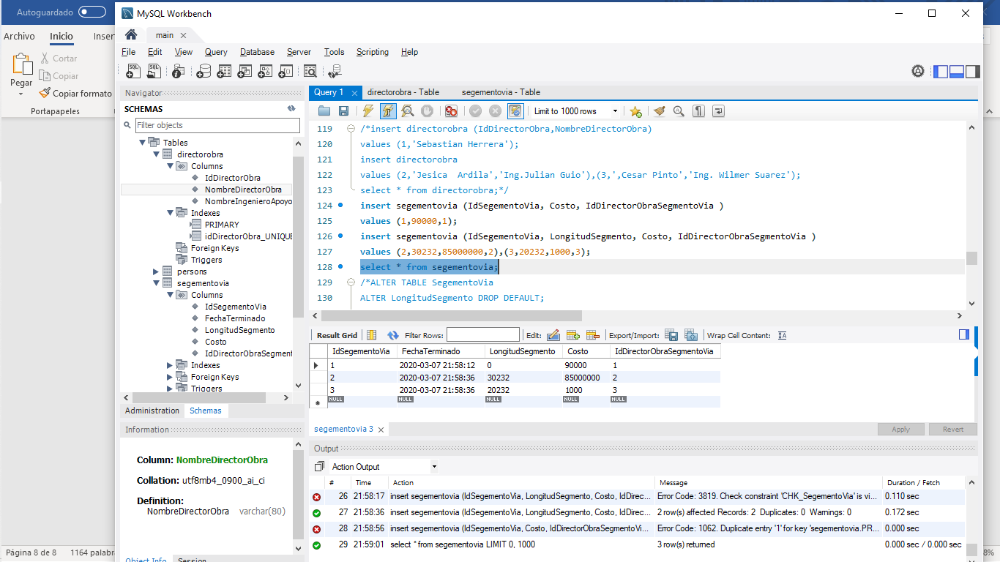 Autoguardado
MySQL Workbench
Archivo Inicio Inser
main
File Edit View Query Database Server Tools Scripting Help
Cortar
Copiar
Pegar
Copiar formato
Portapapeles
Navigator
SCHEMAS
Filter objects
Tables
directorobra
Columns
IdDirectorObra
NombreDirectorObra
NombreIngenieroApoyo
Indexes
PRIMARY
idDirectorObra_UNIQUE
Foreign Keys
Triggers
persons
segementovia
Columns
IdSegementoVia
FechaTerminado
LongitudSegmento
Costo
IdDirectorObraSegment
Indexes
Foreign Keys
Triggers
Administration Schemas
Information
Column: NombreDirectorObra
Collation: utf8mb4_0900_ai_ci
Definition:
NombreDirectorObra varchar(80)
Object Info Session
Query 1 directorobra - Table segementovia - Table
Limit to 1000 rows
119 /*insert directorobra (IdDirectorObra,NombreDirectorObra)
120 values (1,'Sebastian Herrera');
121 insert directorobra
122 values (2,'Jesica  Ardila','Ing.Julian Guio'),(3,',Cesar Pinto','Ing. Wilmer Suarez');
123 select * from directorobra;*/
124 insert segementovia (IdSegementoVia, Costo, IdDirectorObraSegmentoVia )
125 values (1,90000,1);
126 insert segementovia (IdSegementoVia, LongitudSegmento, Costo, IdDirectorObraSegmentoVia )
127 values (2,30232,85000000,2),(3,20232,1000,3);
128 select * from segementovia;
129 /*ALTER TABLE SegementoVia
130 ALTER LongitudSegmento DROP DEFAULT;
Result Grid Filter Rows: Edit: Export/Import: Wrap Cell Content:
IdSegementoVia FechaTerminado LongitudSegmento Costo IdDirectorObraSegmentoVia
1 2020-03-07 21:58:12 0 90000 1
2 2020-03-07 21:58:36 30232 85000000 2
3 2020-03-07 21:58:36 20232 1000 3
NULL NULL NULL NULL NULL
segementovia 3 Apply Revert
Output
Action Output
# Time Action Message Duration / Fetch
26 21:58:17 insert segementovia (IdSegementoVia, LongitudSegmento, Costo, IdDirec... Error Code: 3819. Check constraint 'CHK_SegementoVia' is vi... 0.110 sec
27 21:58:36 insert segementovia (IdSegementoVia, LongitudSegmento, Costo, IdDirec... 2 row(s) affected Records: 2  Duplicates: 0  Warnings: 0 0.172 sec
28 21:58:56 insert segementovia (IdSegementoVia, Costo, IdDirectorObraSegmentoVi... Error Code: 1062. Duplicate entry '1' for key 'segementovia.PR... 0.000 sec
29 21:59:01 select * from segementovia LIMIT 0, 1000 3 row(s) returned 0.000 sec / 0.000 sec
Página 8 de 8 1164 palabr
8%